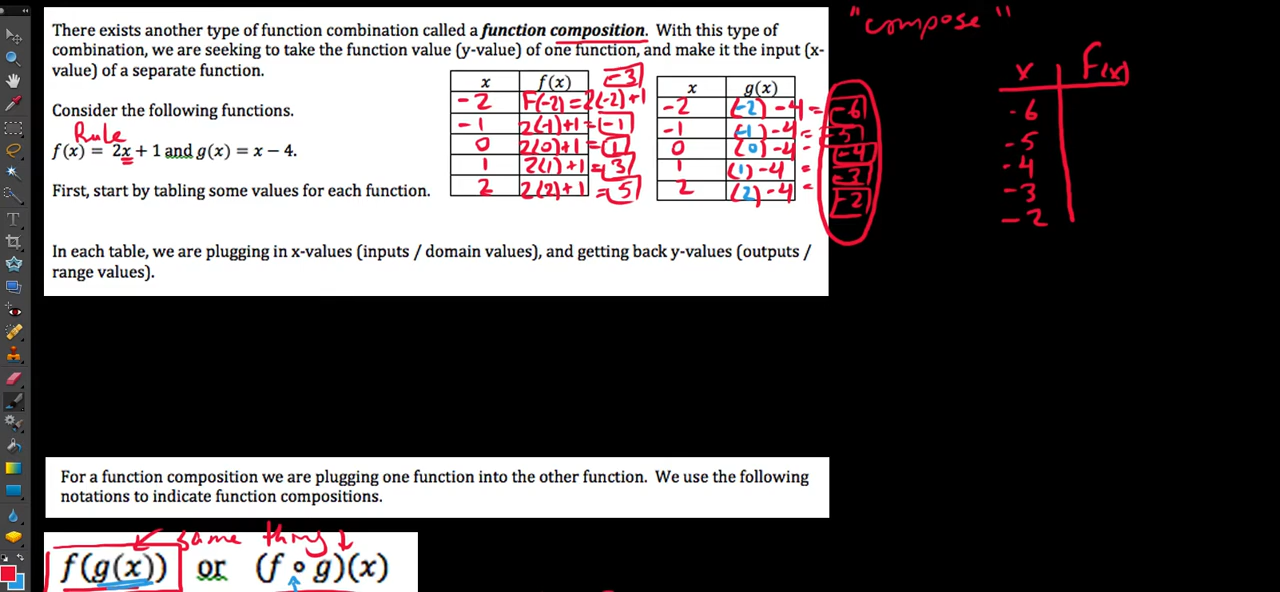 There exists another type of function combination called a function composition. With this type of
combination, we are seeking to take the function value (y-value) of one function, and make it the input (x-
value) of a separate function.
Consider the following functions.
Rule
f(x) = 2x + 1 and g(x) = x − 4.
First, start by tabling some values for each function.
x f(x) -3
-2 F(-2) = 2(-2)+1
-1 2(-1)+1 = -1
0 2(0)+1 = 1
1 2(1)+1 = 3
2 2(2)+1 = 5
x g(x)
-2 (-2) -4 = -6
-1 (-1) -4 = -5
0 (0) -4 = -4
1 (1) -4 = -3
2 (2) -4 = -2
"compose"
x F(x)
-6
-5
-4
-3
-2
In each table, we are plugging in x-values (inputs / domain values), and getting back y-values (outputs /
range values).
For a function composition we are plugging one function into the other function. We use the following
notations to indicate function compositions.
same thing
f(g(x)) or (f ∘ g)(x)